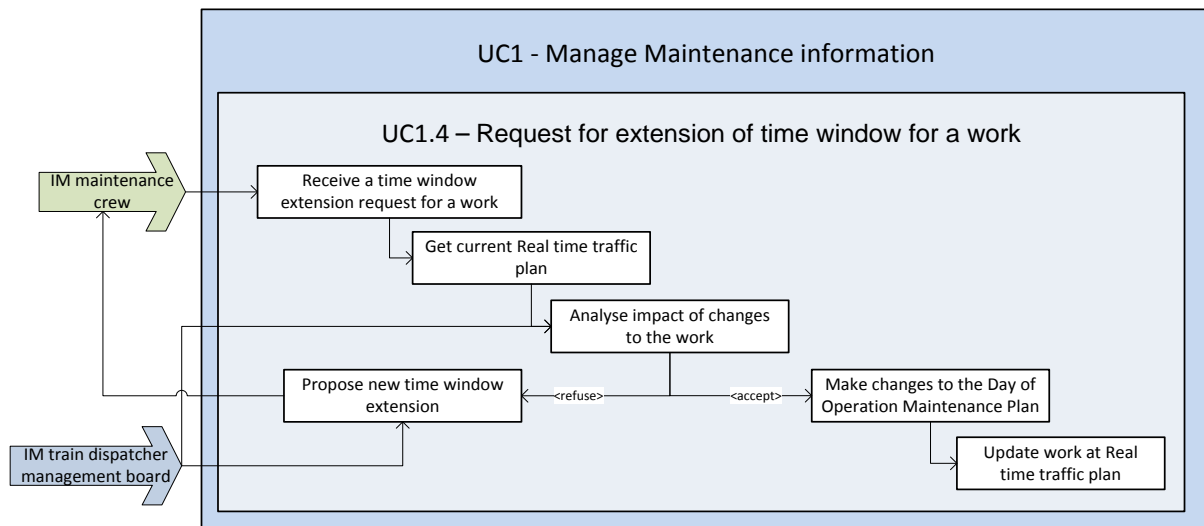 UC1 - Manage Maintenance information
UC1.4 – Request for extension of time window for a work
IM maintenance
crew
Receive a time window
extension request for a work
Get current Real time traffic
plan
Analyse impact of changes
to the work
Propose new time window
extension
<refuse>
<accept>
Make changes to the Day of
Operation Maintenance Plan
IM train dispatcher
management board
Update work at Real
time traffic plan